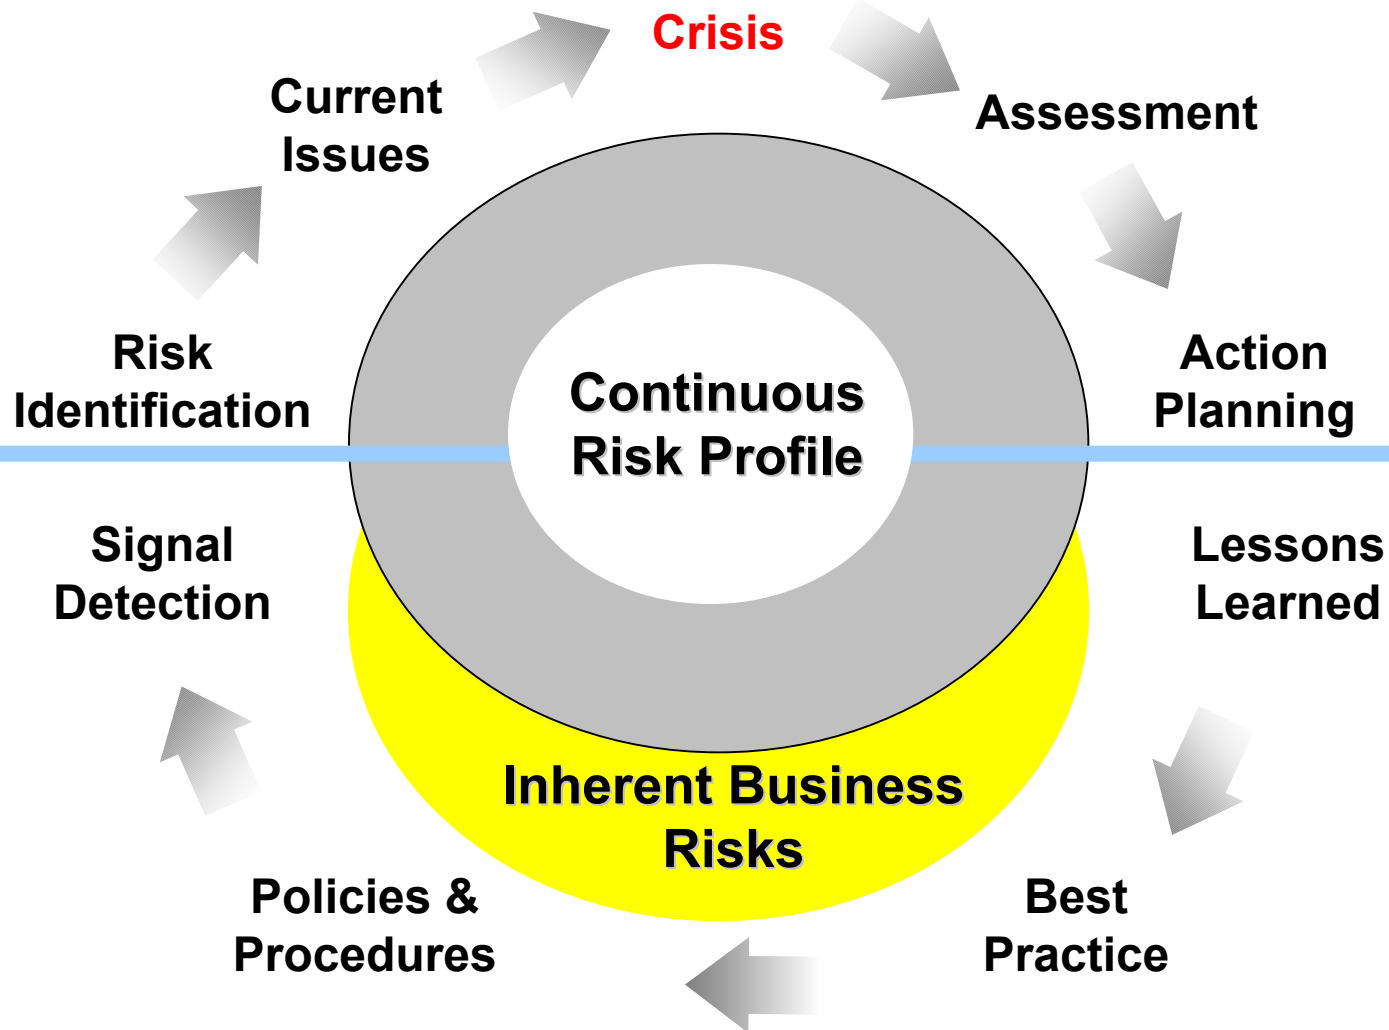 Crisis
Current
Issues
Assessment
Risk
Identification
Continuous
Risk Profile
Action
Planning
Signal
Detection
Lessons
Learned
Inherent Business
Risks
Policies &
Procedures
Best
Practice